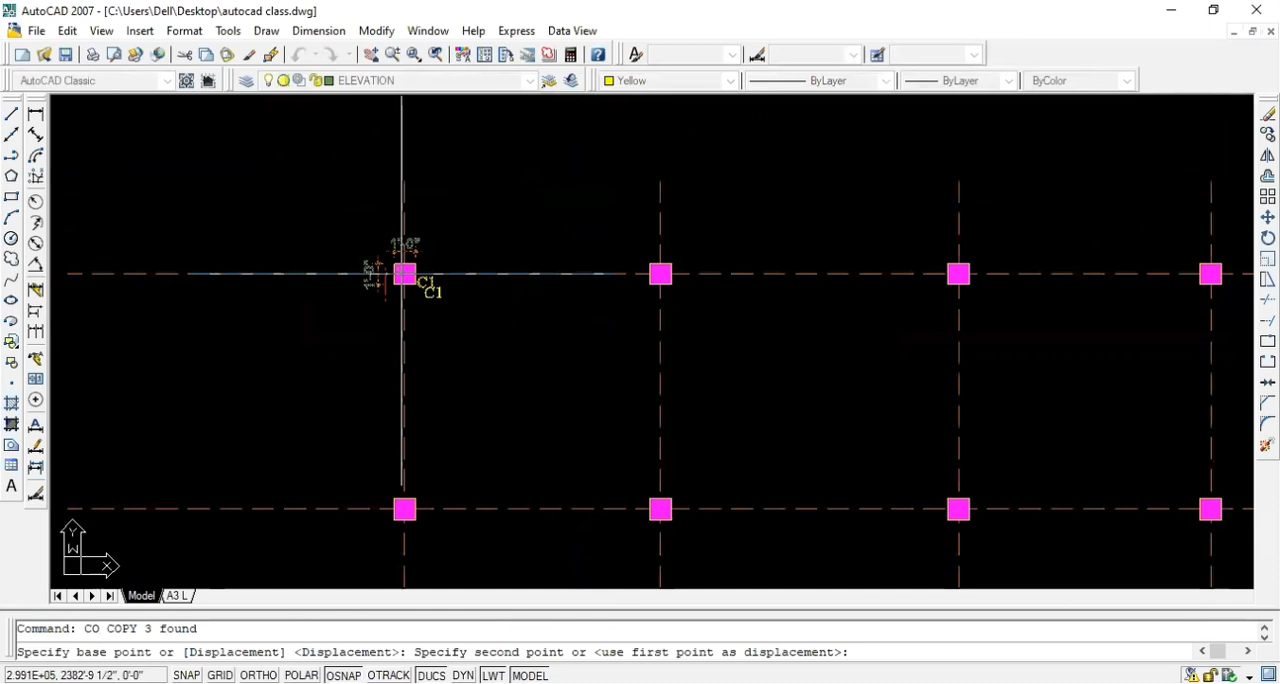 AutoCAD 2007 - [C:\Users\Dell\Desktop\autocad class.dwg]
File Edit View Insert Format Tools Draw Dimension Modify Window Help Express Data View
AutoCAD Classic ELEVATION Yellow ByLayer ByLayer ByColor
C1
C1
Y
W
X
Model A3 L
Command: CO COPY 3 found
Specify base point or [Displacement] <Displacement>: Specify second point or <use first point as displacement>:
2.991E+05, 2382'-9 1/2", 0'-0" SNAP GRID ORTHO POLAR OSNAP OTRACK DUCS DYN LWT MODEL